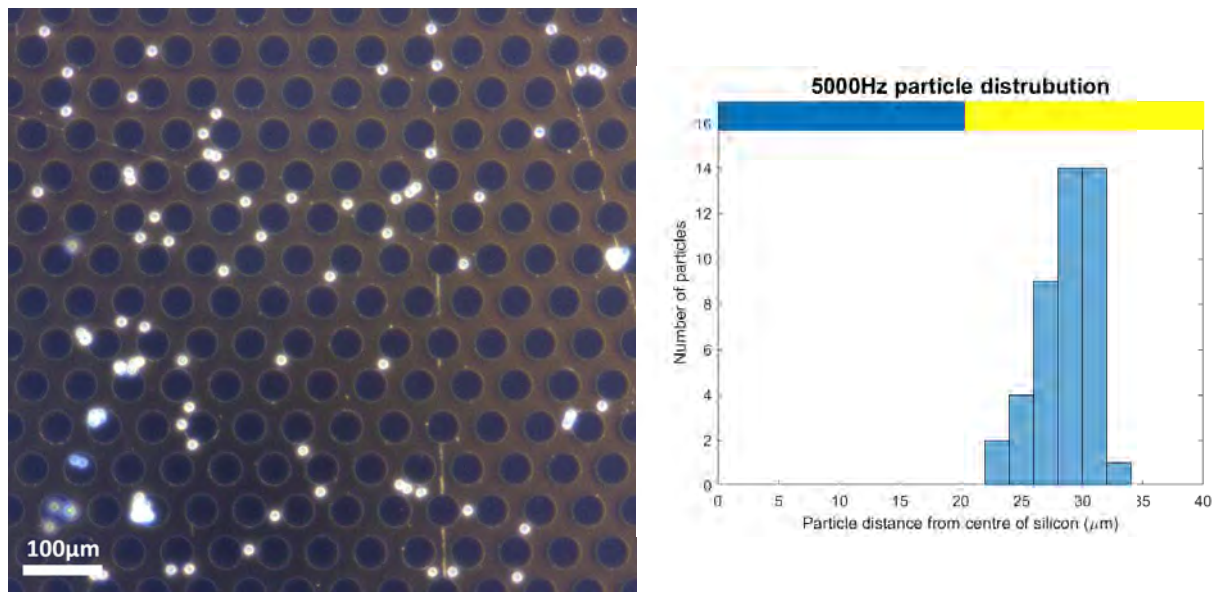 100µm
5000Hz particle distrubution
16
14
12
10
8
6
4
2
0
Number of particles
0 5 10 15 20 25 30 35 40
Particle distance from centre of silicon (µm)